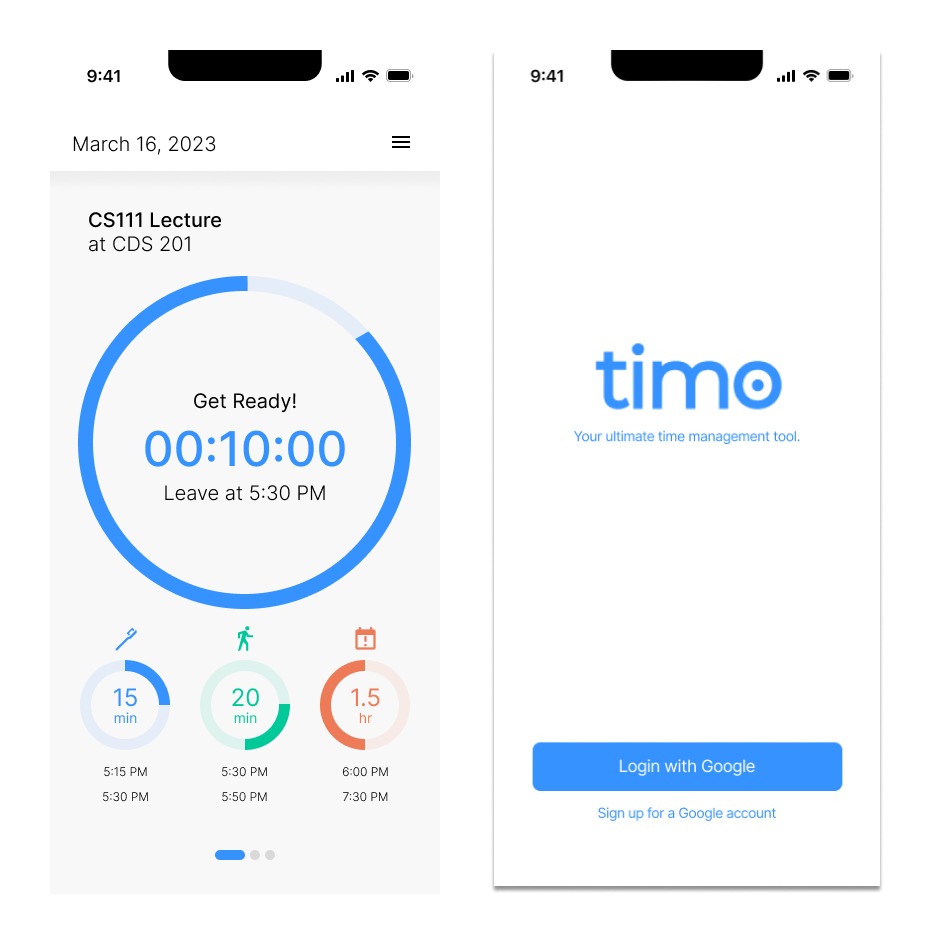 9:41
March 16, 2023
CS111 Lecture
at CDS 201
Get Ready!
00:10:00
Leave at 5:30 PM
15
min
20
min
1.5
hr
5:15 PM
5:30 PM
5:30 PM
5:50 PM
6:00 PM
7:30 PM
9:41
timo
Your ultimate time management tool.
Login with Google
Sign up for a Google account